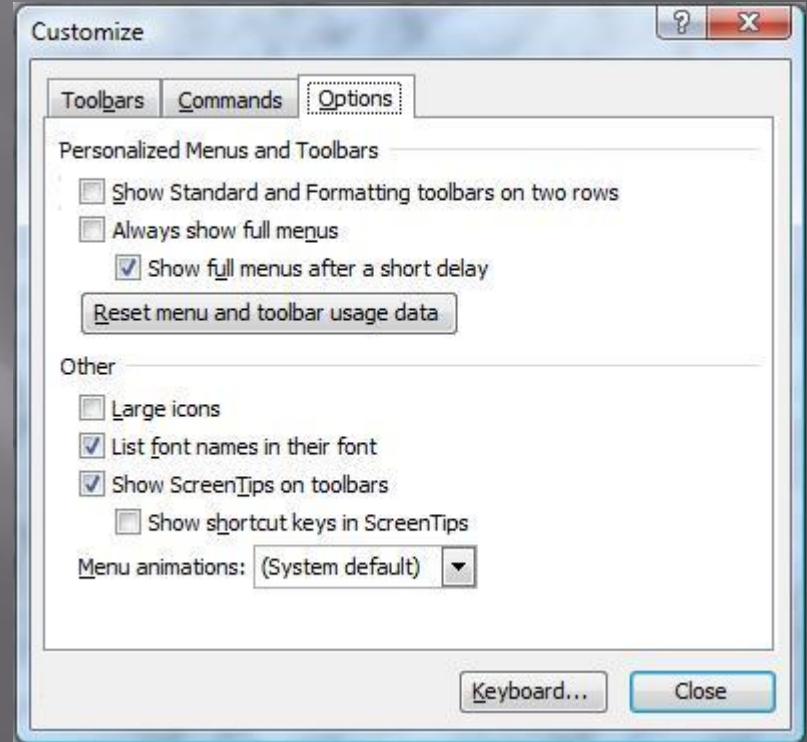 Customize
Toolbars Commands Options
Personalized Menus and Toolbars
Show Standard and Formatting toolbars on two rows
Always show full menus
Show full menus after a short delay
Reset menu and toolbar usage data
Other
Large icons
List font names in their font
Show ScreenTips on toolbars
Show shortcut keys in ScreenTips
Menu animations: (System default)
Keyboard... Close